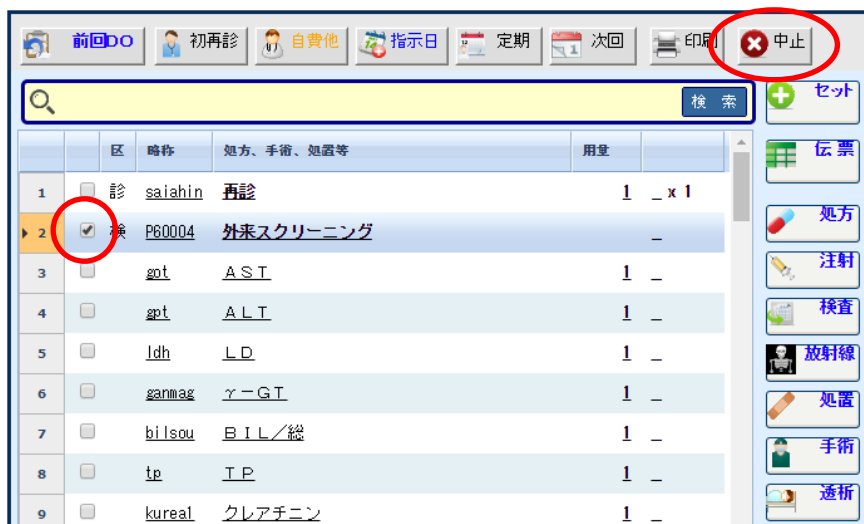 前回DO 初再診 自費他 指示日 定期 次回 印刷 中止
検 索 セット
区 略称 処方、手術、処置等 用量
伝票
1 診 saiahin 再診 1 _ x 1
処方
2 検 P60004 外来スクリーニング _
注射
3 got ＡＳＴ 1 _
検査
4 gpt ＡＬＴ 1 _
放射線
5 ldh ＬＤ 1 _
処置
6 ganmag γ－GT 1 _
手術
7 bilsou ＢＩＬ／総 1 _
8 tp ＴＰ 1 _
透析
9 kurea1 クレアチニン 1 _